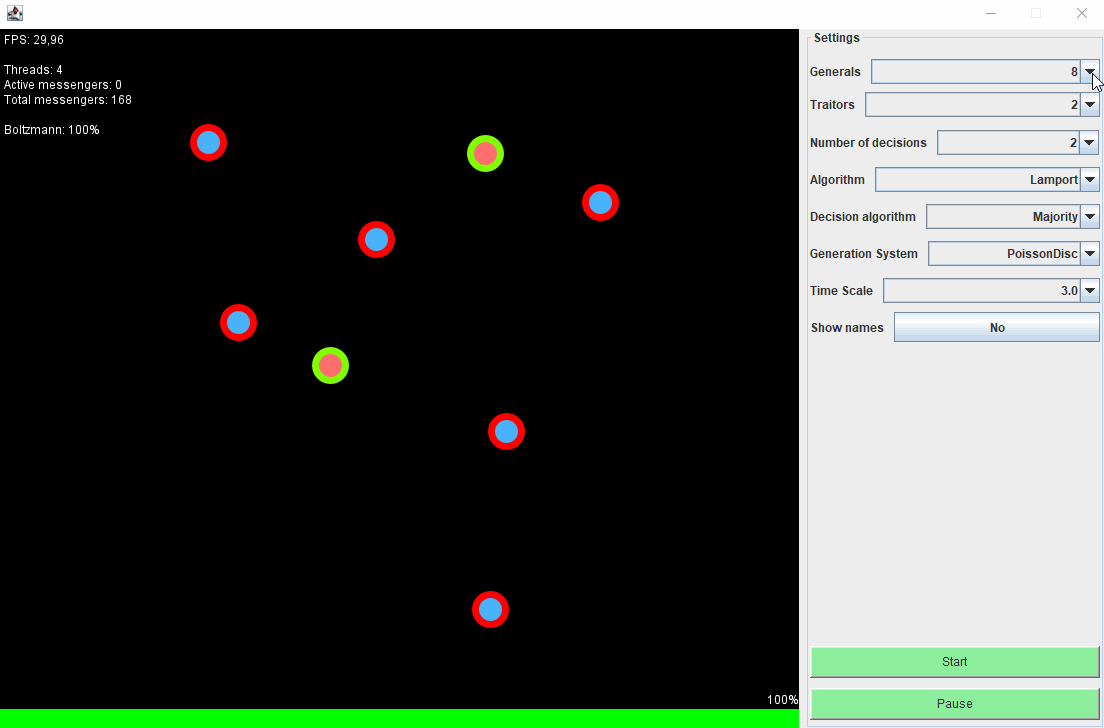 FPS: 29,96
Threads: 4
Active messengers: 0
Total messengers: 168
Boltzmann: 100%
100%
Settings
Generals 8
Traitors 2
Number of decisions 2
Algorithm Lamport
Decision algorithm Majority
Generation System PoissonDisc
Time Scale 3.0
Show names No
Start
Pause